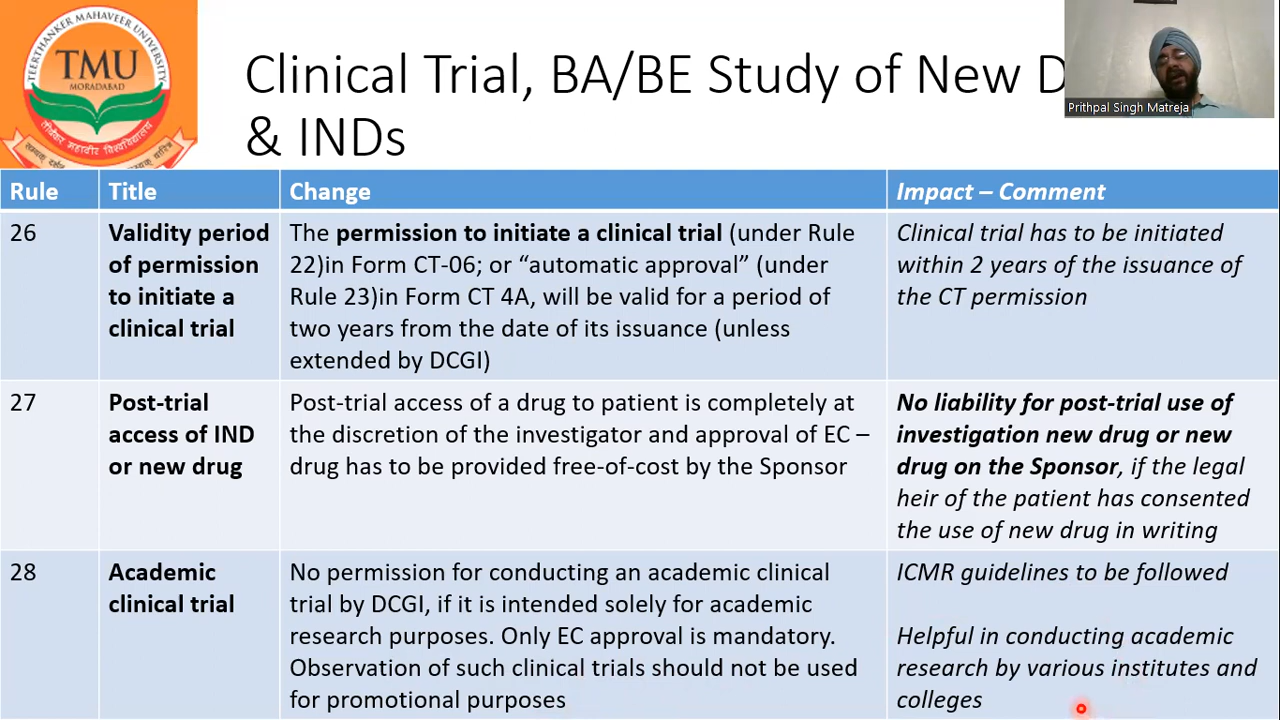 TEERTHANKER MAHAVEER UNIVERSITY
TMU
MORADABAD
Clinical Trial, BA/BE Study of New D
& INDs
Prithpal Singh Matreja
Rule Title Change Impact – Comment
26
Validity period
of permission
to initiate a
clinical trial
The permission to initiate a clinical trial (under Rule
22)in Form CT-06; or “automatic approval” (under
Rule 23)in Form CT 4A, will be valid for a period of
two years from the date of its issuance (unless
extended by DCGI)
Clinical trial has to be initiated
within 2 years of the issuance of
the CT permission
27
Post-trial
access of IND
or new drug
Post-trial access of a drug to patient is completely at
the discretion of the investigator and approval of EC –
drug has to be provided free-of-cost by the Sponsor
No liability for post-trial use of
investigation new drug or new
drug on the Sponsor, if the legal
heir of the patient has consented
the use of new drug in writing
28
Academic
clinical trial
No permission for conducting an academic clinical
trial by DCGI, if it is intended solely for academic
research purposes. Only EC approval is mandatory.
Observation of such clinical trials should not be used
for promotional purposes
ICMR guidelines to be followed
Helpful in conducting academic
research by various institutes and
colleges